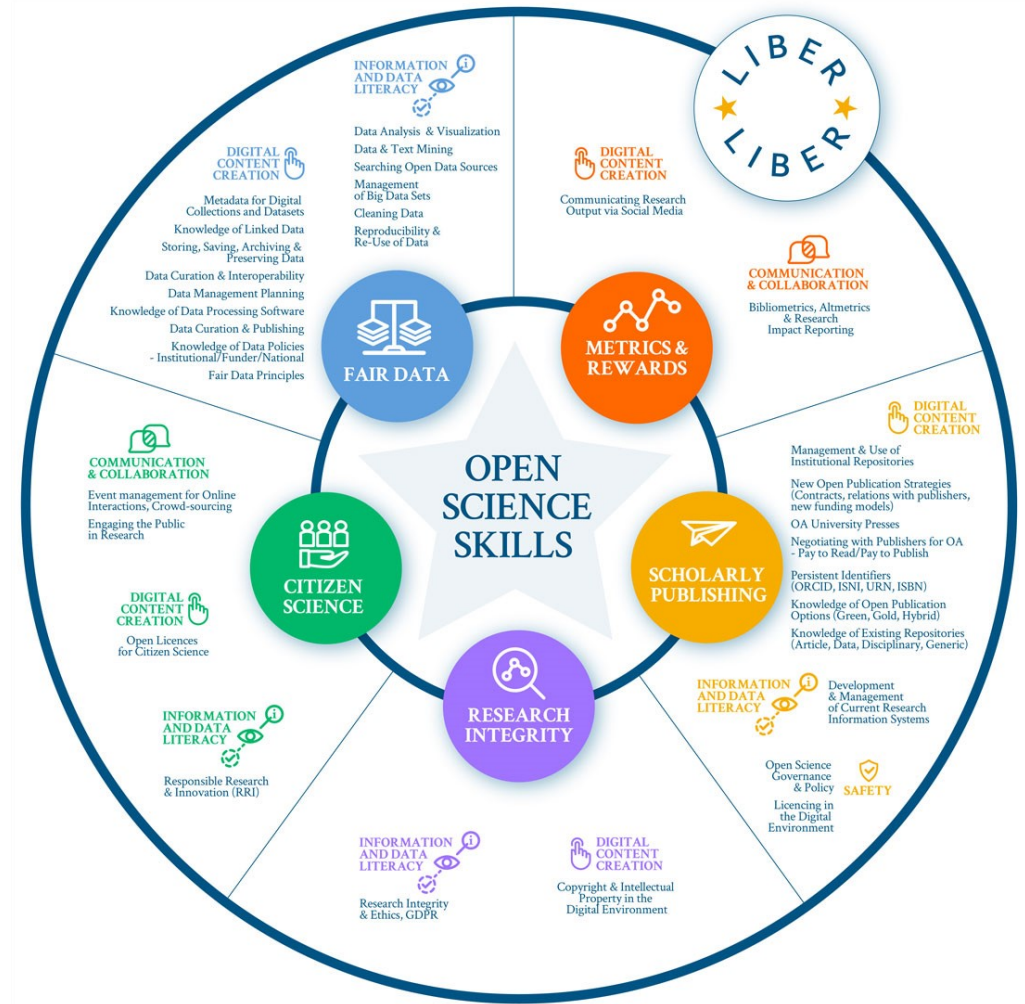 LIBER
LIBER
INFORMATION
AND DATA
LITERACY
Data Analysis & Visualization
Data & Text Mining
Searching Open Data Sources
Management
of Big Data Sets
Cleaning Data
Reproducibility &
Re-Use of Data
DIGITAL
CONTENT
CREATION
Metadata for Digital
Collections and Datasets
Knowledge of Linked Data
Storing, Saving, Archiving &
Preserving Data
Data Curation & Interoperability
Data Management Planning
Knowledge of Data Processing Software
Data Curation & Publishing
Knowledge of Data Policies
- Institutional/Funder/National
Fair Data Principles
FAIR DATA
DIGITAL
CONTENT
CREATION
Communicating Research
Output via Social Media
COMMUNICATION
& COLLABORATION
Bibliometrics, Altmetrics
& Research
Impact Reporting
METRICS &
REWARDS
OPEN
SCIENCE
SKILLS
DIGITAL
CONTENT
CREATION
Management & Use of
Institutional Repositories
New Open Publication Strategies
(Contracts, relations with publishers,
new funding models)
OA University Presses
Negotiating with Publishers for OA
- Pay to Read/Pay to Publish
Persistent Identifiers
(ORCID, ISNI, URN, ISBN)
Knowledge of Open Publication
Options (Green, Gold, Hybrid)
Knowledge of Existing Repositories
(Article, Data, Disciplinary, Generic)
SCHOLARLY
PUBLISHING
INFORMATION
AND DATA
LITERACY
Development
& Management
of Current Research
Information Systems
Open Science
Governance
& Policy
Licencing in
the Digital
Environment
SAFETY
COMMUNICATION
& COLLABORATION
Event management for Online
Interactions, Crowd-sourcing
Engaging the Public
in Research
CITIZEN
SCIENCE
DIGITAL
CONTENT
CREATION
Open Licences
for Citizen Science
INFORMATION
AND DATA
LITERACY
Responsible Research
& Innovation (RRI)
RESEARCH
INTEGRITY
INFORMATION
AND DATA
LITERACY
Research Integrity
& Ethics, GDPR
DIGITAL
CONTENT
CREATION
Copyright & Intellectual
Property in the
Digital Environment